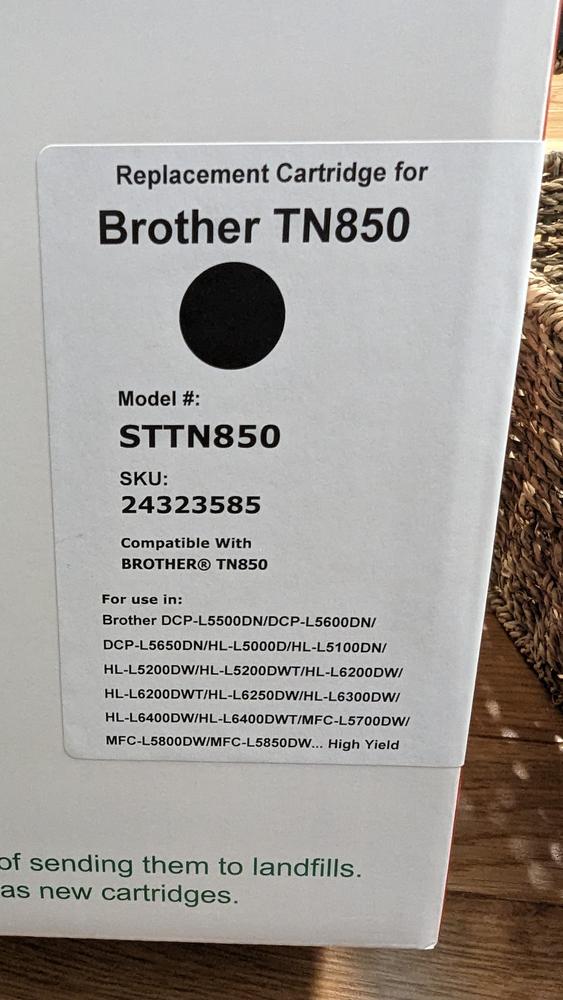 Replacement Cartridge for
Brother TN850
Model #:
STTN850
SKU:
24323585
Compatible With
BROTHER® TN850
For use in:
Brother DCP-L5500DN/DCP-L5600DN/
DCP-L5650DN/HL-L5000D/HL-L5100DN/
HL-L5200DW/HL-L5200DWT/HL-L6200DW/
HL-L6200DWT/HL-L6250DW/HL-L6300DW/
HL-L6400DW/HL-L6400DWT/MFC-L5700DW/
MFC-L5800DW/MFC-L5850DW... High Yield
of sending them to landfills.
as new cartridges.